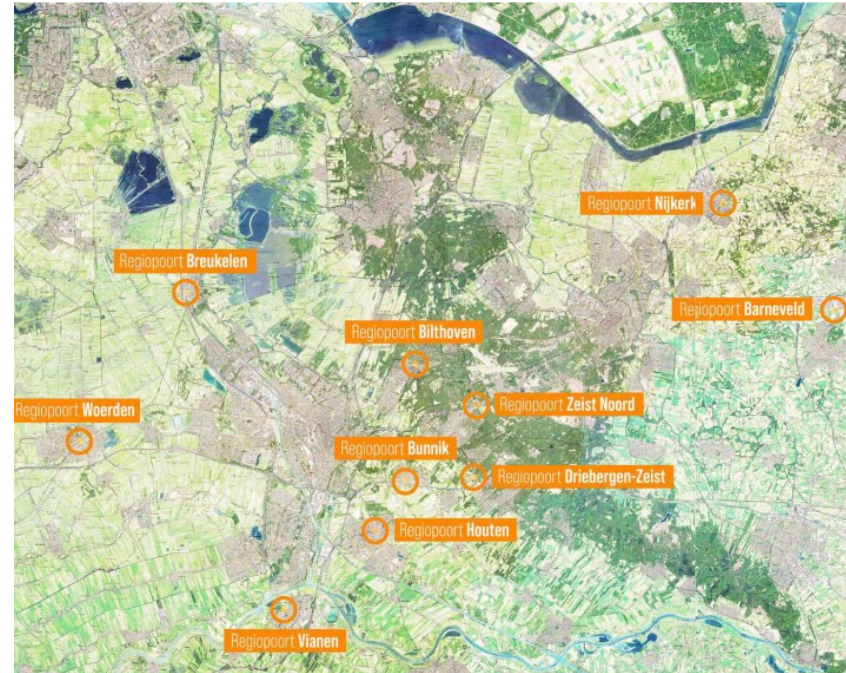 Regiopoort Nijkerk
Regiopoort Breukelen
Regiopoort Barneveld
Regiopoort Bilthoven
Regiopoort Zeist Noord
Regiopoort Woerden
Regiopoort Bunnik
Regiopoort Driebergen-Zeist
Regiopoort Houten
Regiopoort Vianen